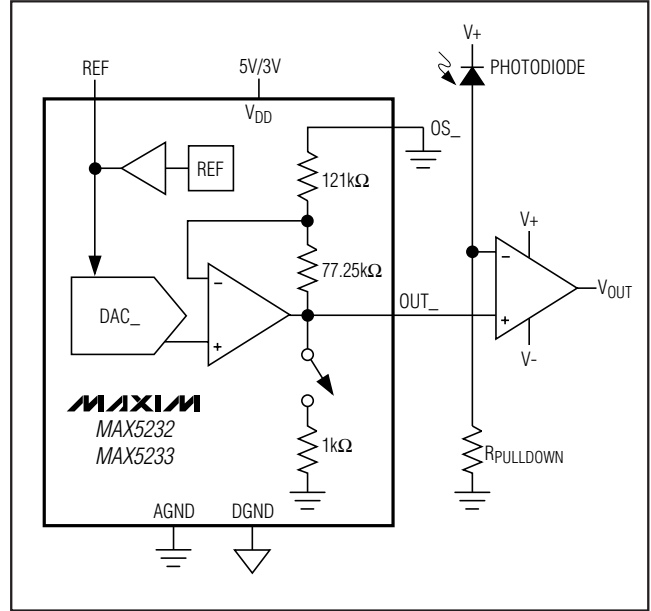 REF
5V/3V
V+
PHOTODIODE
VDD
OS_
REF
121kΩ
77.25kΩ
V+
−
DAC_
−
+
OUT_
+
VOUT
V-
MAXIM
MAX5232
MAX5233
1kΩ
RPULLDOWN
AGND
DGND